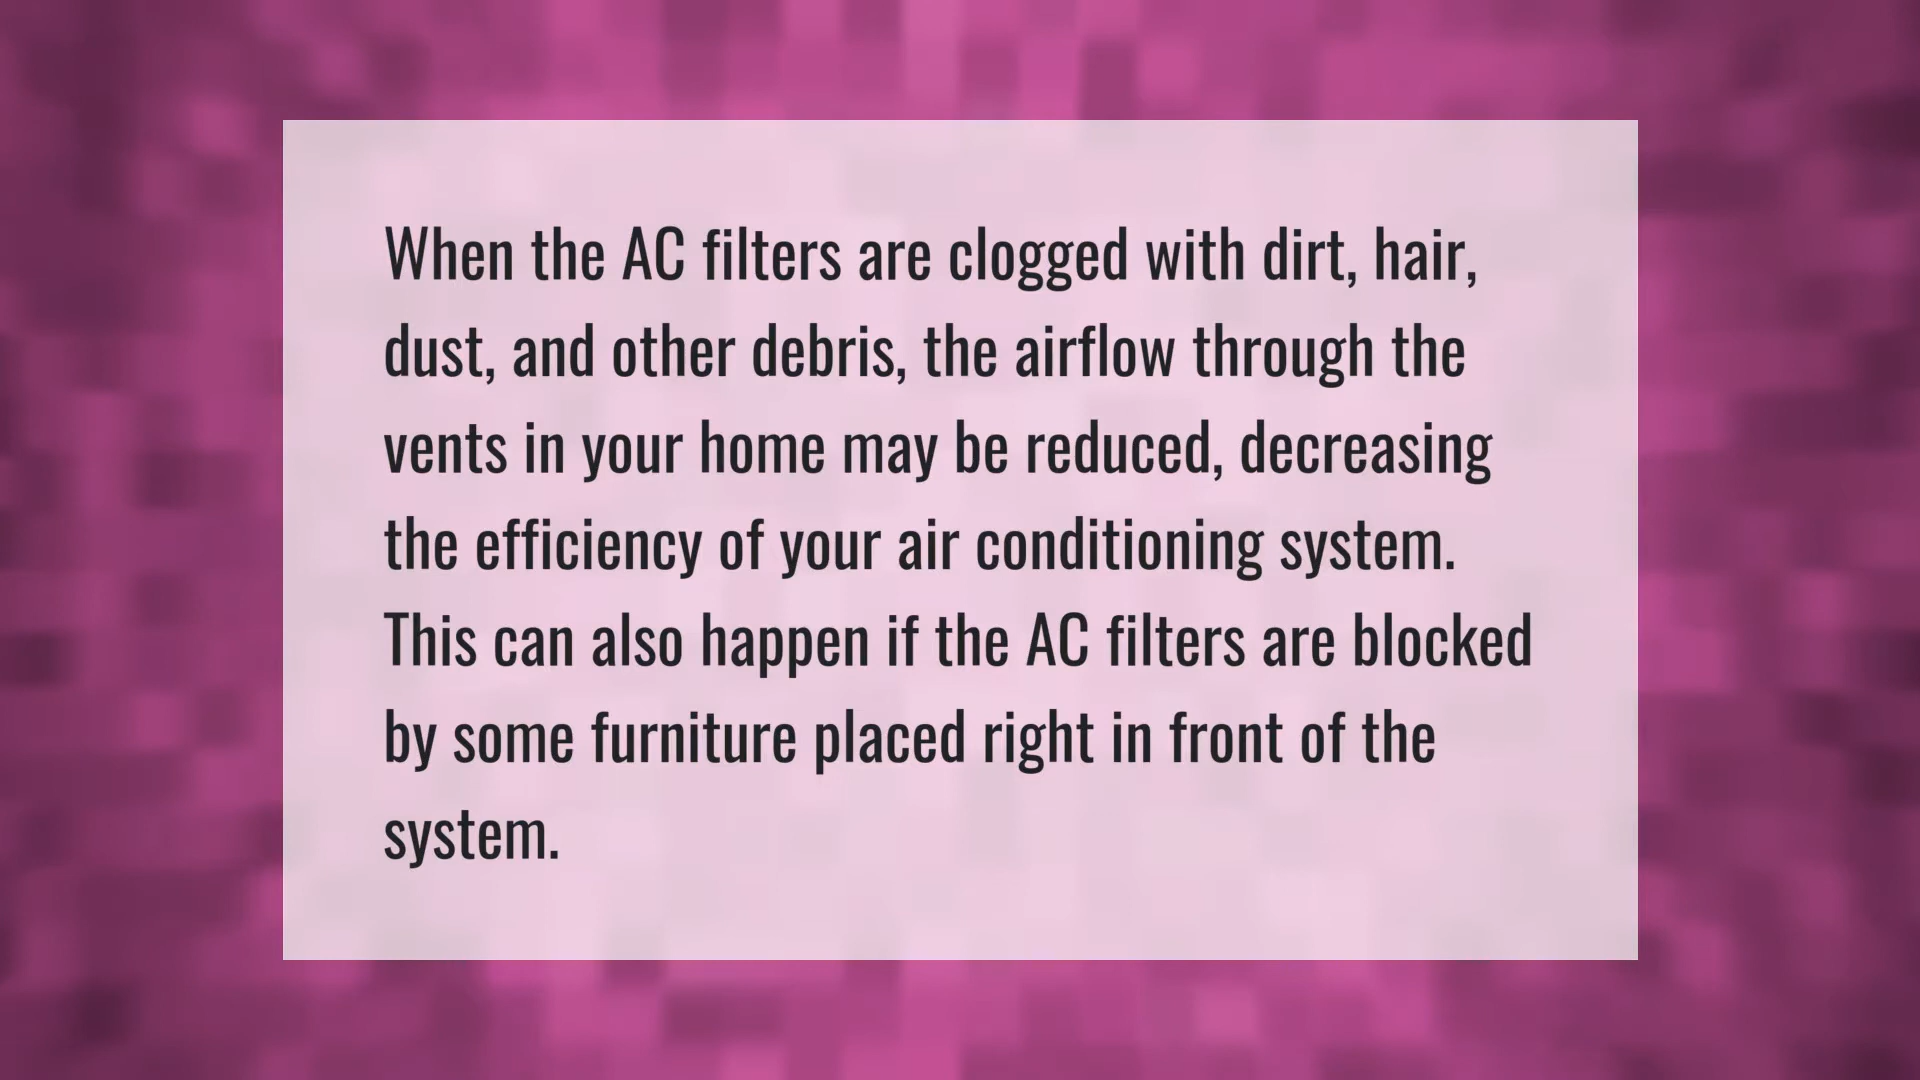 When the AC filters are clogged with dirt, hair,
dust, and other debris, the airflow through the
vents in your home may be reduced, decreasing
the efficiency of your air conditioning system.
This can also happen if the AC filters are blocked
by some furniture placed right in front of the
system.